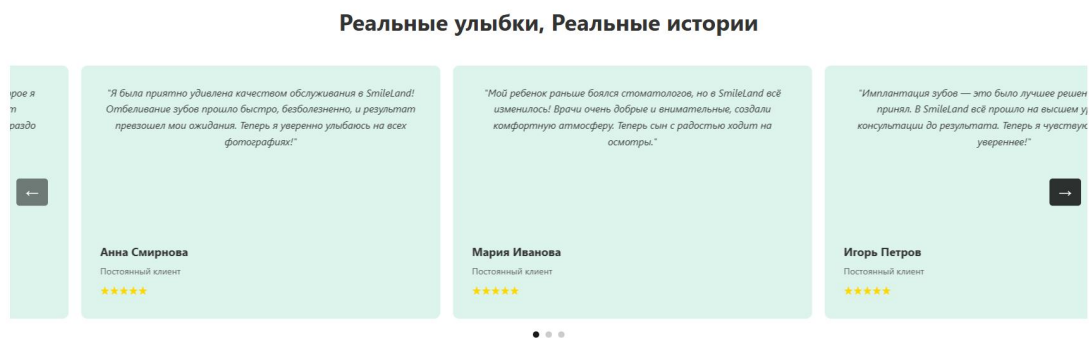 Реальные улыбки, Реальные истории
"Я была приятно удивлена качеством обслуживания в SmileLand!
Отбеливание зубов прошло быстро, безболезненно, и результат
превзошел мои ожидания. Теперь я уверенно улыбаюсь на всех
фотографиях!"
Анна Смирнова
Постоянный клиент
★★★★★
"Мой ребенок раньше боялся стоматологов, но в SmileLand всё
изменилось! Врачи очень добрые и внимательные, создали
комфортную атмосферу. Теперь сын с радостью ходит на
осмотры."
Мария Иванова
Постоянный клиент
★★★★★
"Имплантация зубов — это было лучшее
принял. В SmileLand всё прошло на высшем
консультации до результата. Теперь я
увереннее!"
Игорь Петров
Постоянный клиент
★★★★★
←
→